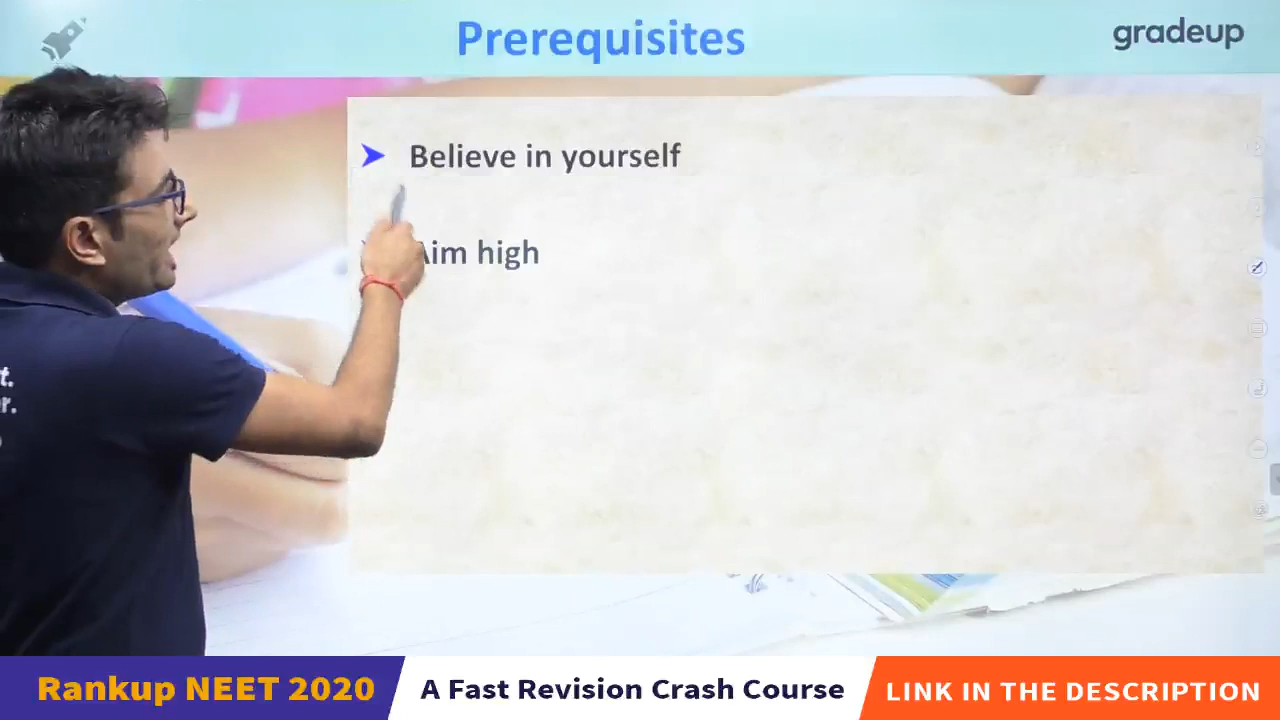 Prerequisites
gradeup
Believe in yourself
Aim high
t.
r.
Rankup NEET 2020
A Fast Revision Crash Course
LINK IN THE DESCRIPTION